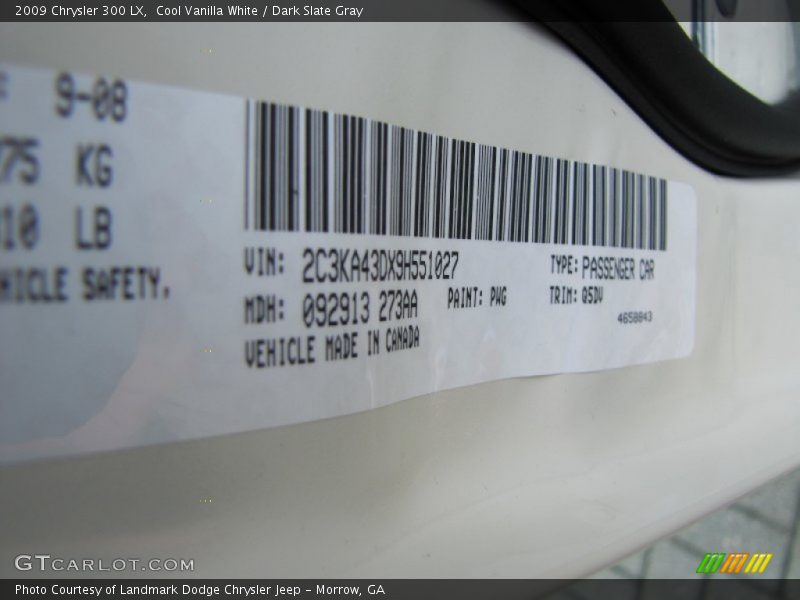 2009 Chrysler 300 LX,  Cool Vanilla White / Dark Slate Gray
9-08
75 KG
10 LB
HICLE SAFETY.
VIN: 2C3KA43DX9H551027
TYPE: PASSENGER CAR
MDH: 092913 273AA
PAINT: PWG
TRIM: Q5DV
VEHICLE MADE IN CANADA
4658843
GTCARLOT.COM
Photo Courtesy of Landmark Dodge Chrysler Jeep - Morrow, GA